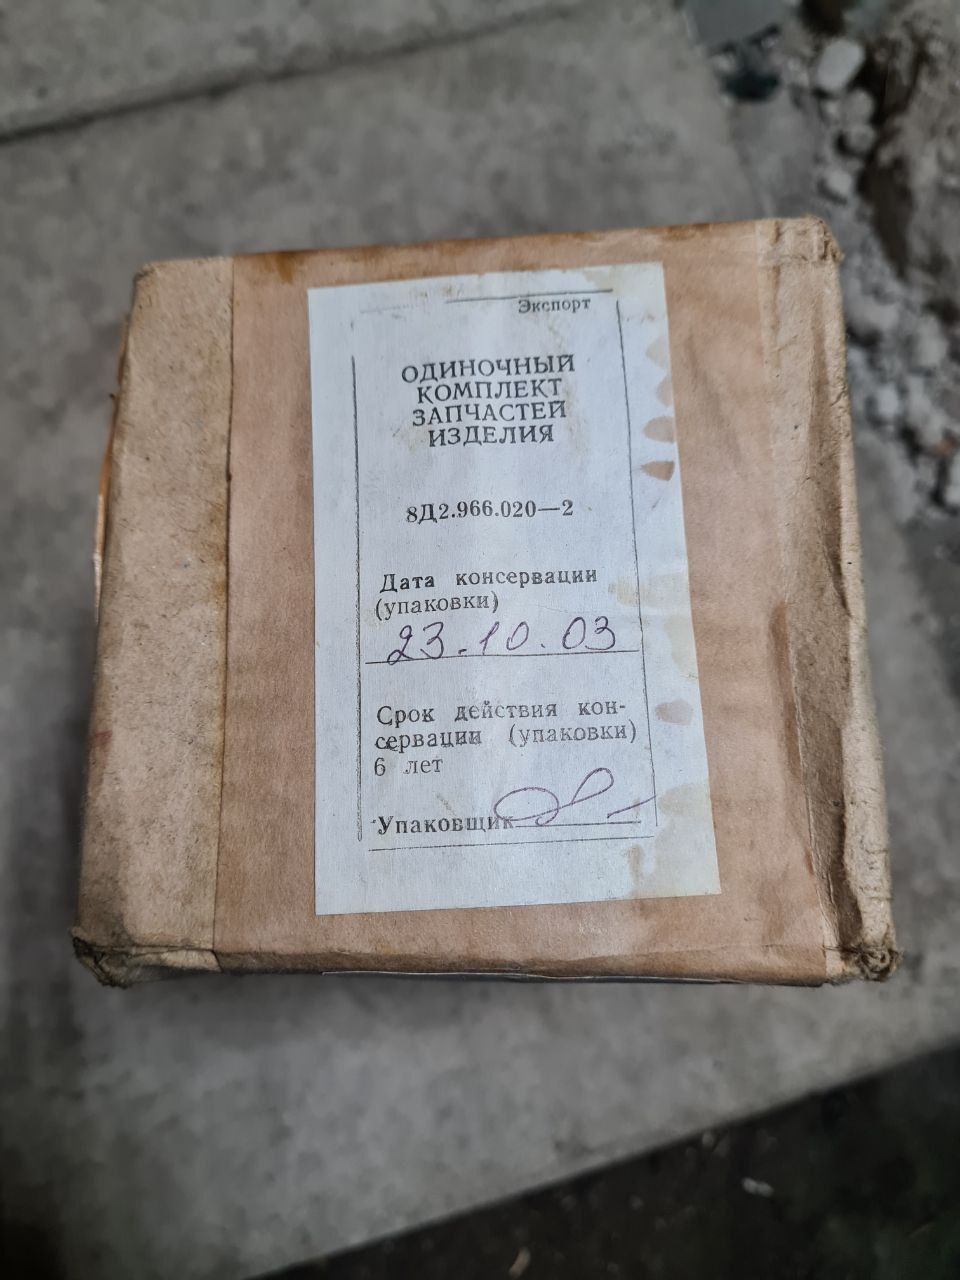 Экспорт
ОДИНОЧНЫЙ
КОМПЛЕКТ
ЗАПЧАСТЕЙ
ИЗДЕЛИЯ
8Д2.966.020—2
Дата консервации
(упаковки)
23.10.03
Срок действия кон-
сервации (упаковки)
6 лет
Упаковщик